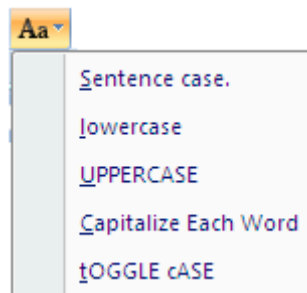 Aa
Sentence case.
lowercase
UPPERCASE
Capitalize Each Word
tOGGLE cASE